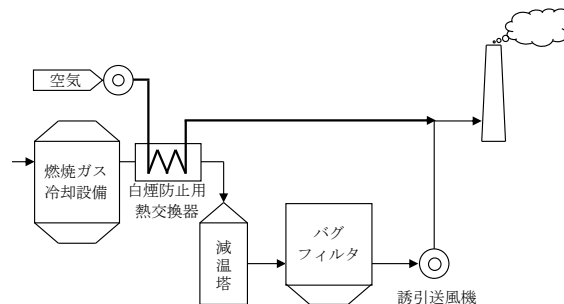 空気
燃焼ガス
冷却設備
白煙防止用
熱交換器
減
温
塔
バグ
フィルタ
誘引送風機